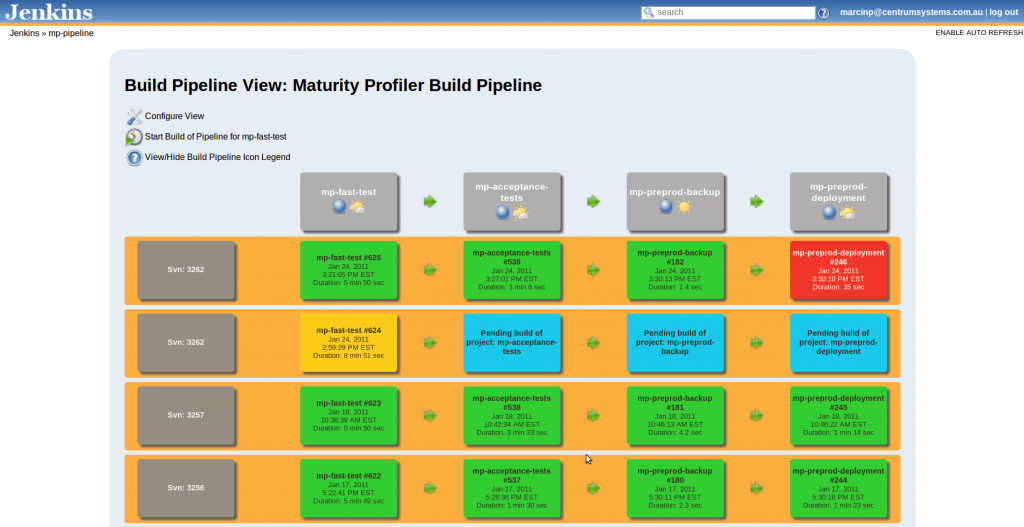 Jenkins
search
marcinp@centrumsystems.com.au | log out
Jenkins » mp-pipeline
ENABLE AUTO REFRESH
Build Pipeline View: Maturity Profiler Build Pipeline
Configure View
Start Build of Pipeline for mp-fast-test
View/Hide Build Pipeline Icon Legend
mp-fast-test
mp-acceptance-
tests
mp-preprod-backup
mp-preprod-
deployment
Svn: 3262
mp-fast-test #625
Jan 24, 2011
3:21:05 PM EST
Duration: 5 min 50 sec
mp-acceptance-tests
#539
Jan 24, 2011
3:27:01 PM EST
Duration: 3 min 6 sec
mp-preprod-backup
#182
Jan 24, 2011
3:30:13 PM EST
Duration: 1.4 sec
mp-preprod-deployment
#246
Jan 24, 2011
3:30:19 PM EST
Duration: 35 sec
Svn: 3262
mp-fast-test #624
Jan 24, 2011
2:59:29 PM EST
Duration: 8 min 51 sec
Pending build of
project: mp-acceptance-
tests
Pending build of
project: mp-preprod-
backup
Pending build of
project: mp-preprod-
deployment
Svn: 3257
mp-fast-test #623
Jan 18, 2011
10:36:39 AM EST
Duration: 5 min 50 sec
mp-acceptance-tests
#538
Jan 18, 2011
10:42:34 AM EST
Duration: 3 min 33 sec
mp-preprod-backup
#181
Jan 18, 2011
10:46:13 AM EST
Duration: 4.2 sec
mp-preprod-deployment
#245
Jan 18, 2011
10:46:22 AM EST
Duration: 1 min 14 sec
Svn: 3256
mp-fast-test #622
Jan 17, 2011
5:22:41 PM EST
Duration: 5 min 49 sec
mp-acceptance-tests
#537
Jan 17, 2011
5:28:36 PM EST
Duration: 1 min 30 sec
mp-preprod-backup
#180
Jan 17, 2011
5:30:11 PM EST
Duration: 2.3 sec
mp-preprod-deployment
#244
Jan 17, 2011
5:30:18 PM EST
Duration: 1 min 23 sec